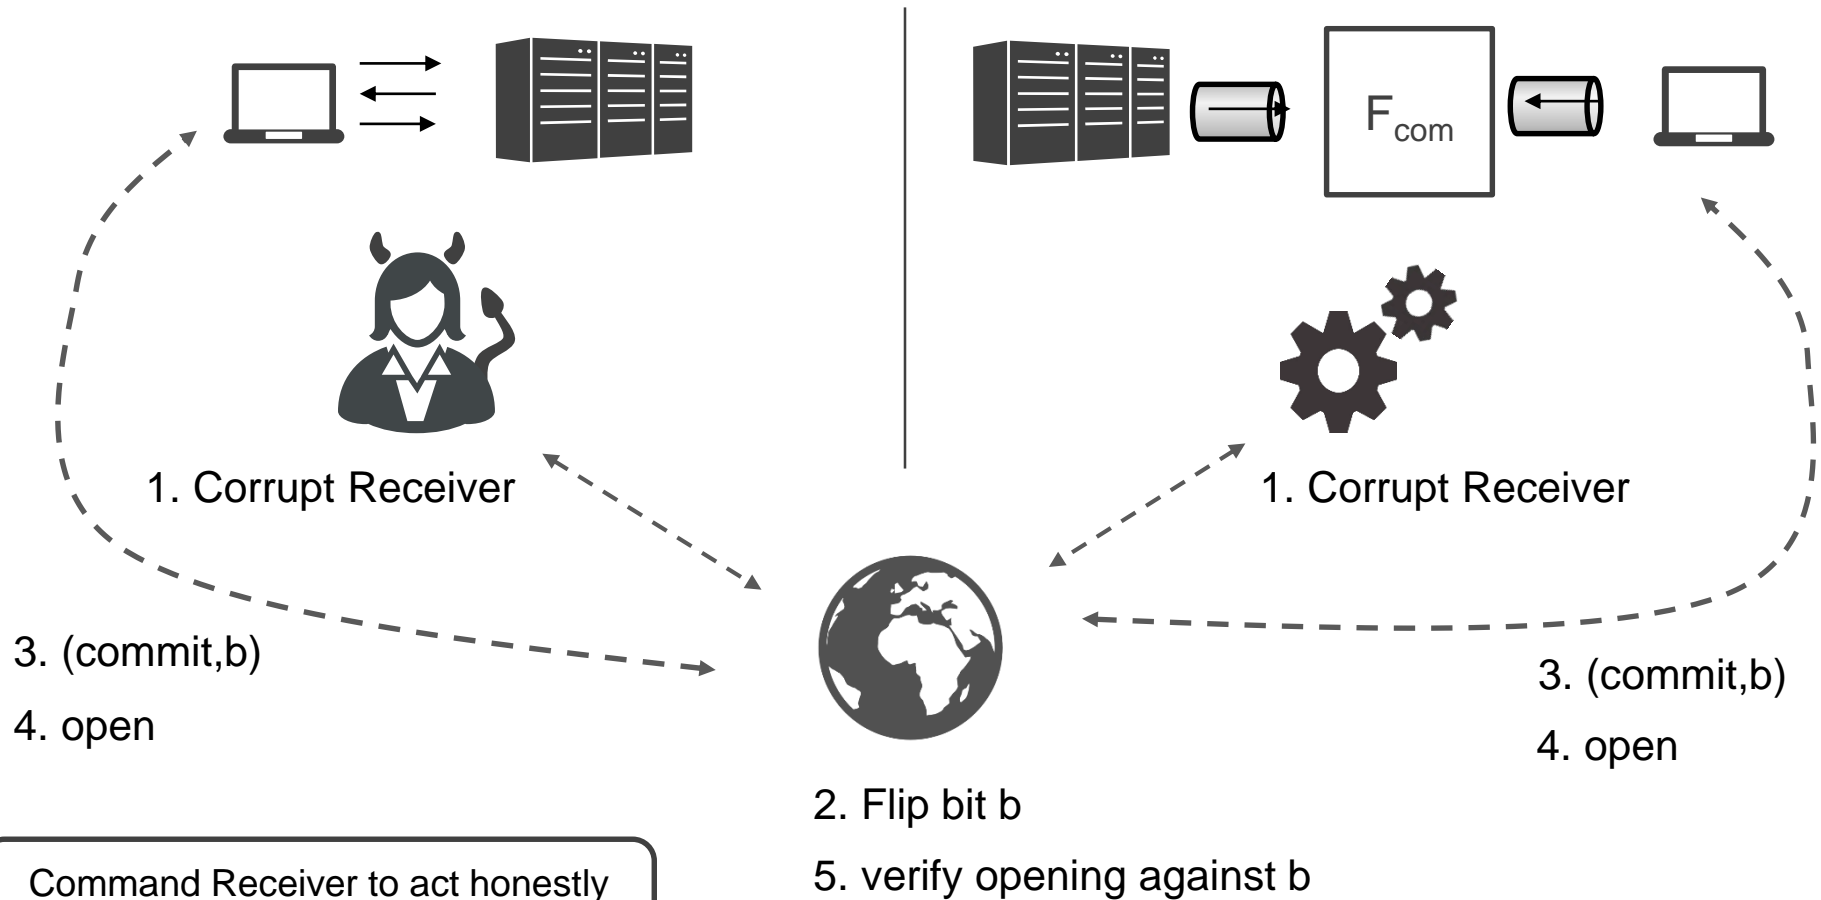 F_com
1. Corrupt Receiver
1. Corrupt Receiver
3. (commit,b)
4. open
3. (commit,b)
4. open
2. Flip bit b
5. verify opening against b
Command Receiver to act honestly